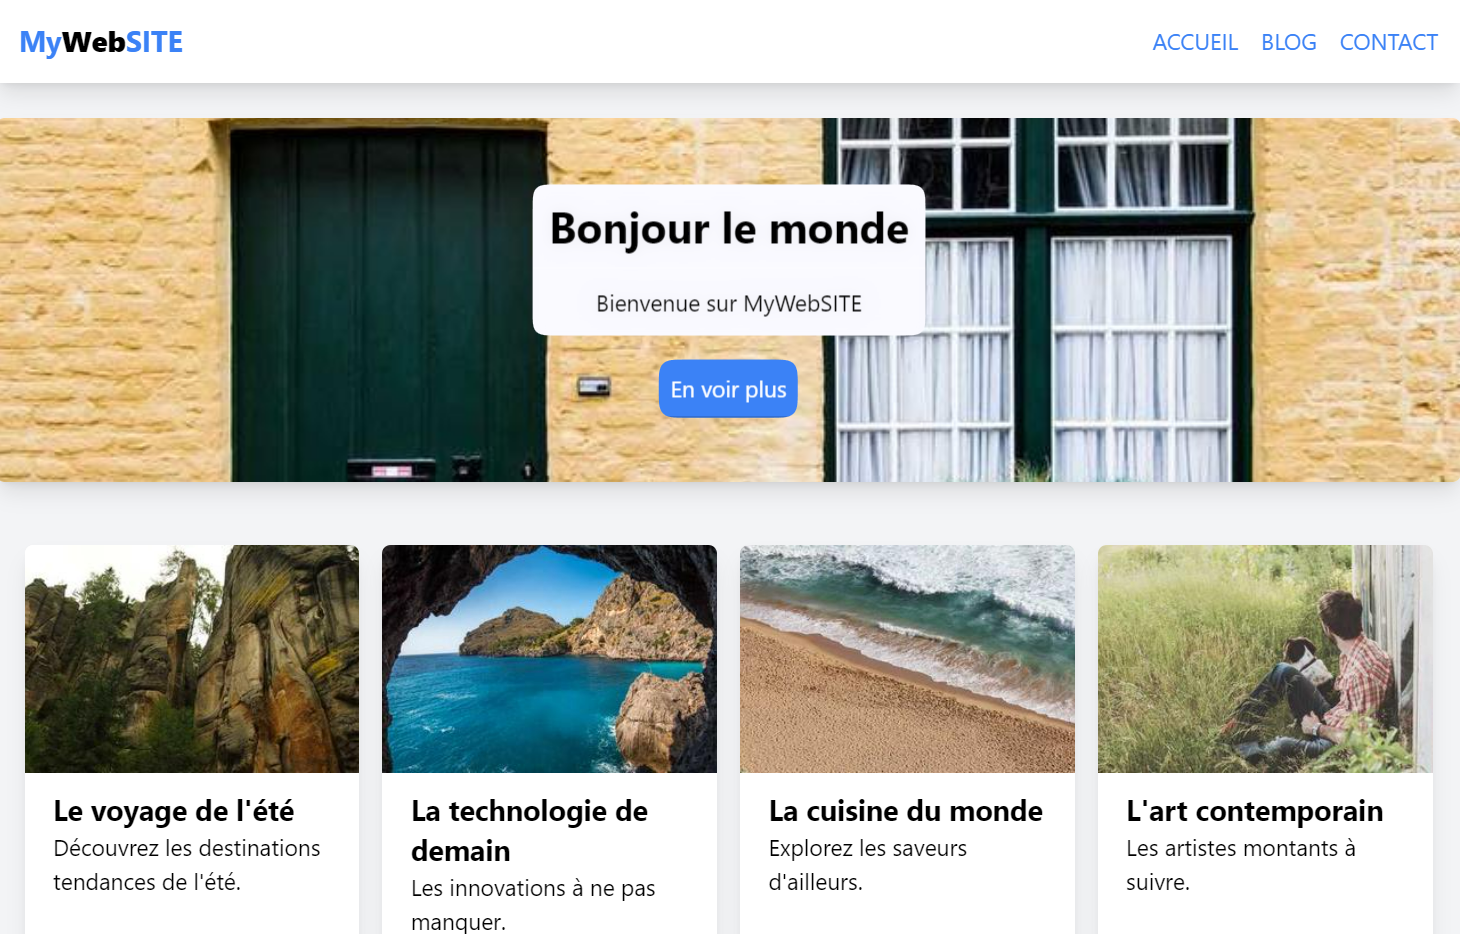 MyWebSITE
ACCUEIL BLOG CONTACT
Bonjour le monde
Bienvenue sur MyWebSITE
En voir plus
Le voyage de l'été
Découvrez les destinations
tendances de l'été.
La technologie de
demain
Les innovations à ne pas
manquer.
La cuisine du monde
Explorez les saveurs
d'ailleurs.
L'art contemporain
Les artistes montants à
suivre.